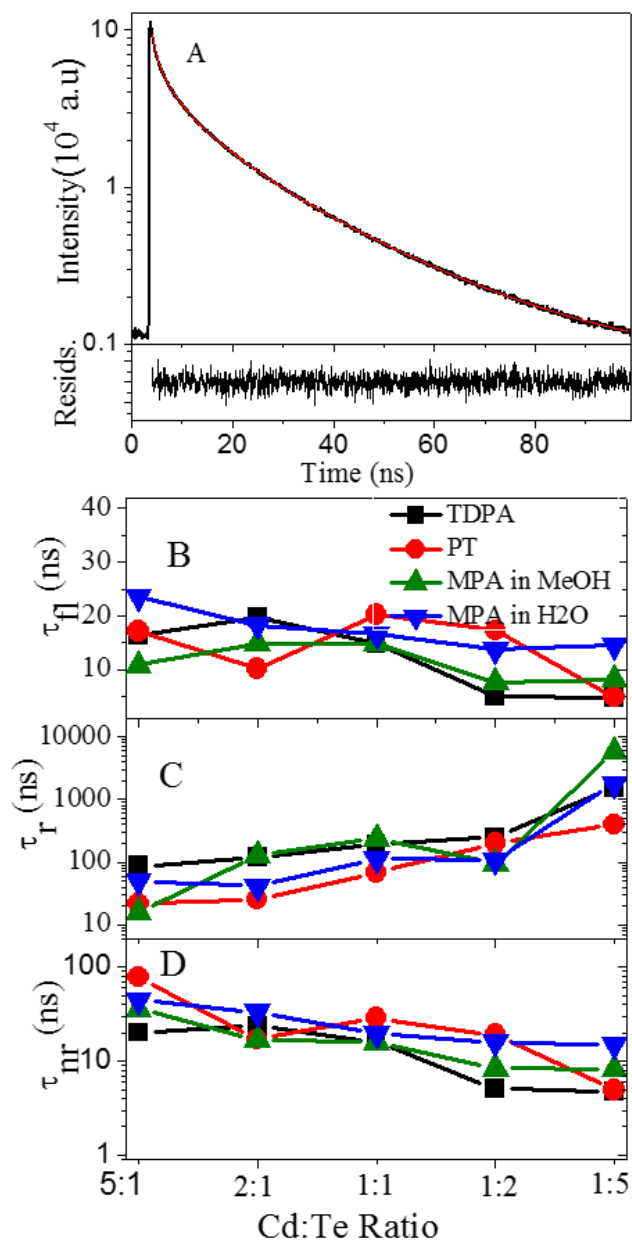 10
A
1
0.1
Intensity(10⁴ a.u)
Resids.
0 20 40 60 80
Time (ns)
40
30
20
10
B
τfl (ns)
TDPA
PT
MPA in MeOH
MPA in H2O
10000
1000
100
10
C
τr (ns)
100
10
1
D
τnr (ns)
5:1 2:1 1:1 1:2 1:5
Cd:Te Ratio